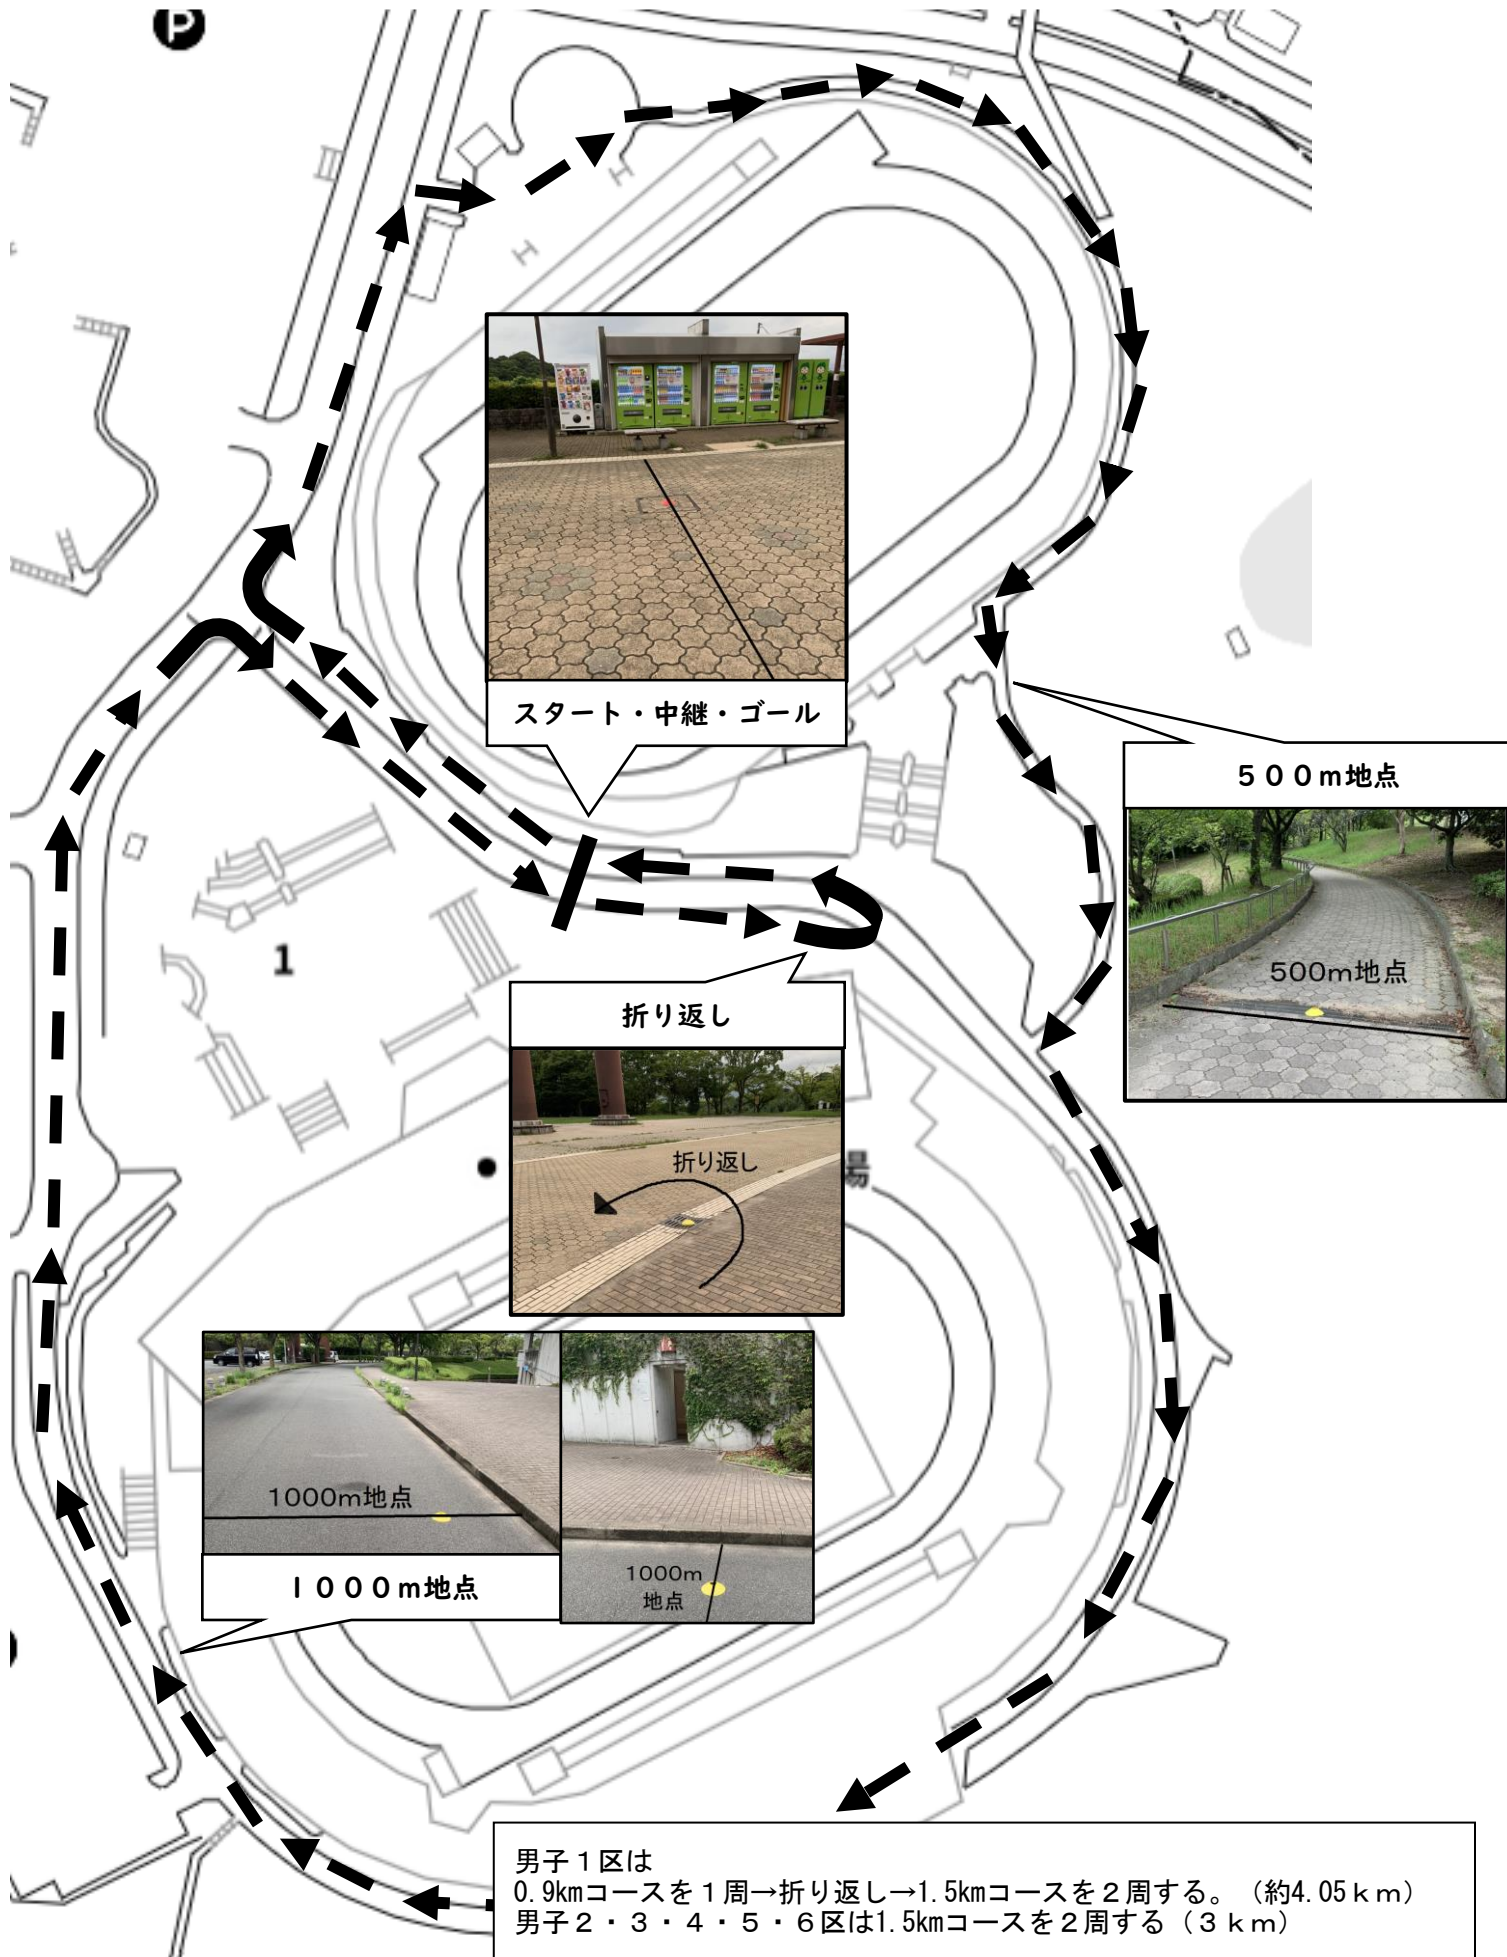 P
スタート・中継・ゴール
５００ｍ地点
500m地点
1
折り返し
折り返し
場
1000m地点
１０００ｍ地点
1000m
地点
男子１区は
0.9kmコースを１周→折り返し→1.5kmコースを２周する。（約4.05ｋｍ）
男子２・３・４・５・６区は1.5kmコースを２周する（３ｋｍ）